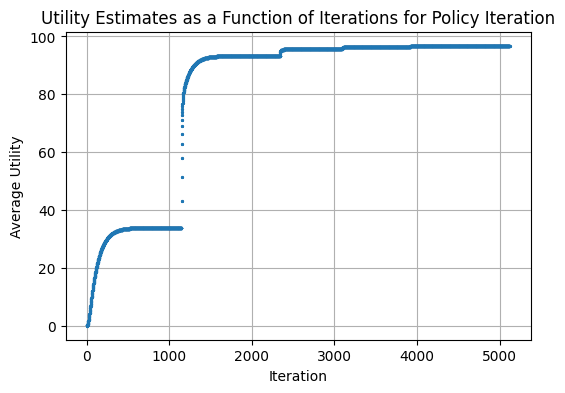 Utility Estimates as a Function of Iterations for Policy Iteration
100
80
60
40
20
0
Average Utility
0 1000 2000 3000 4000 5000
Iteration